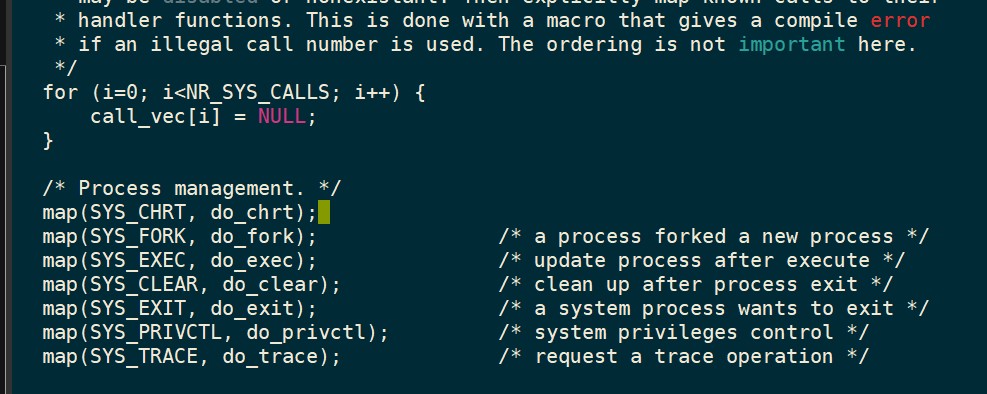 may be disabled or nonexistant. Then explicitly map known calls to their
* handler functions. This is done with a macro that gives a compile error
* if an illegal call number is used. The ordering is not important here.
*/
for (i=0; i<NR_SYS_CALLS; i++) {
call_vec[i] = NULL;
}
/* Process management. */
map(SYS_CHRT, do_chrt);
map(SYS_FORK, do_fork); /* a process forked a new process */
map(SYS_EXEC, do_exec); /* update process after execute */
map(SYS_CLEAR, do_clear); /* clean up after process exit */
map(SYS_EXIT, do_exit); /* a system process wants to exit */
map(SYS_PRIVCTL, do_privctl); /* system privileges control */
map(SYS_TRACE, do_trace); /* request a trace operation */